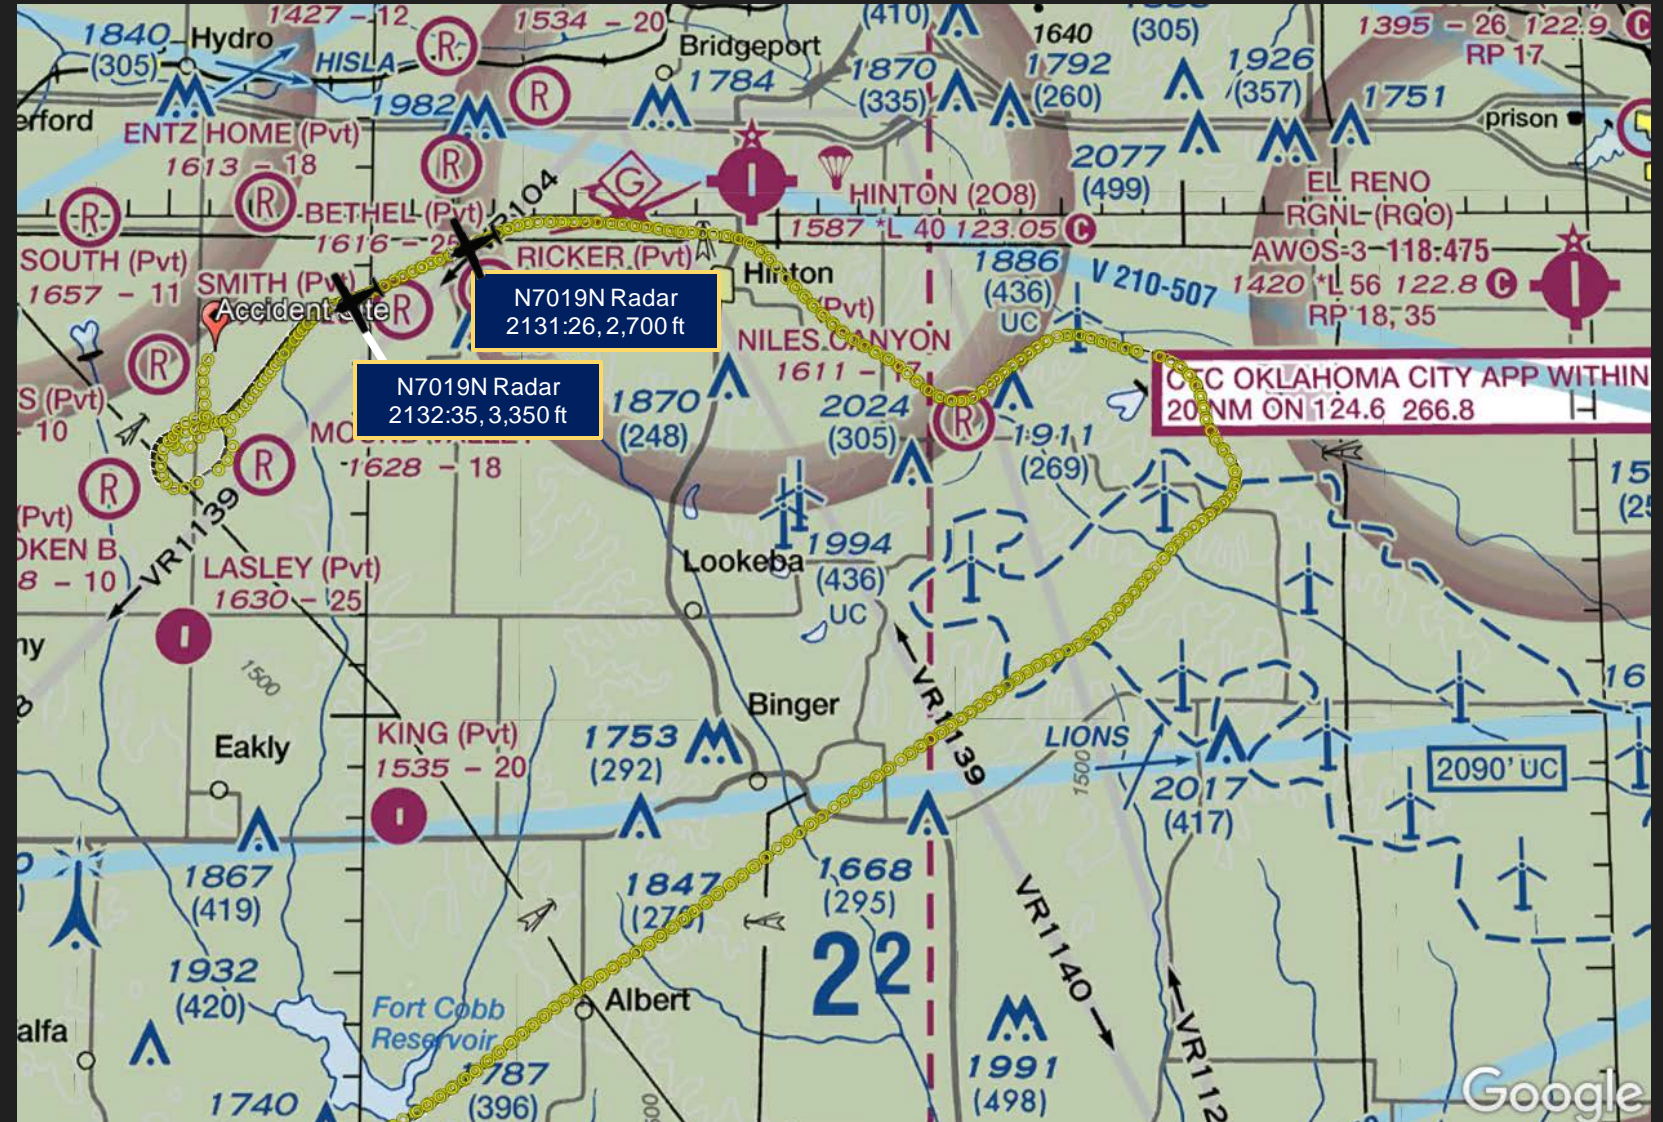 1427 - 12
1534 - 20
(410)
(305)
1395 - 26 122.9 C
RP 17
1840
(305)
Hydro
HISLA
R
Bridgeport
1784
1640
1792
(260)
1870
(335)
1926
(357)
1751
1982
R
erford
prison
ENTZ HOME (Pvt)
1613 - 18
R
R
G
2077
(499)
R104
HINTON (2O8)
1587 *L 40 123.05 C
EL RENO
RGNL (RQO)
AWOS-3 118.475
1420 *L 56 122.8 C
RP 18, 35
R
BETHEL (Pvt)
1616 - 25
SOUTH (Pvt)
1657 - 11
SMITH (Pvt)
RICKER (Pvt)
Hinton
1886
(436)
UC
V 210-507
Accident Site
R
N7019N Radar
2131:26, 2,700 ft
(Pvt)
NILES CANYON
1611 - 17
N7019N Radar
2132:35, 3,350 ft
R
CTC OKLAHOMA CITY APP WITHIN
20 NM ON 124.6 266.8
S (Pvt)
- 10
1870
(248)
2024
(305)
R
1911
(269)
MOUND VALLEY
1628 - 18
R
R
VR1139
(Pvt)
OKEN B
8 - 10
LASLEY (Pvt)
1630 - 25
Lookeba
1994
(436)
UC
15
ny
1500
VR1139
Binger
16
KING (Pvt)
1535 - 20
Eakly
1753
(292)
LIONS
1500
2017
(417)
2090' UC
1867
(419)
1847
1668
(295)
22
VR1140
1932
(420)
Fort Cobb
Reservoir
Albert
alfa
1991
(498)
VR112
1787
(396)
1740
Google